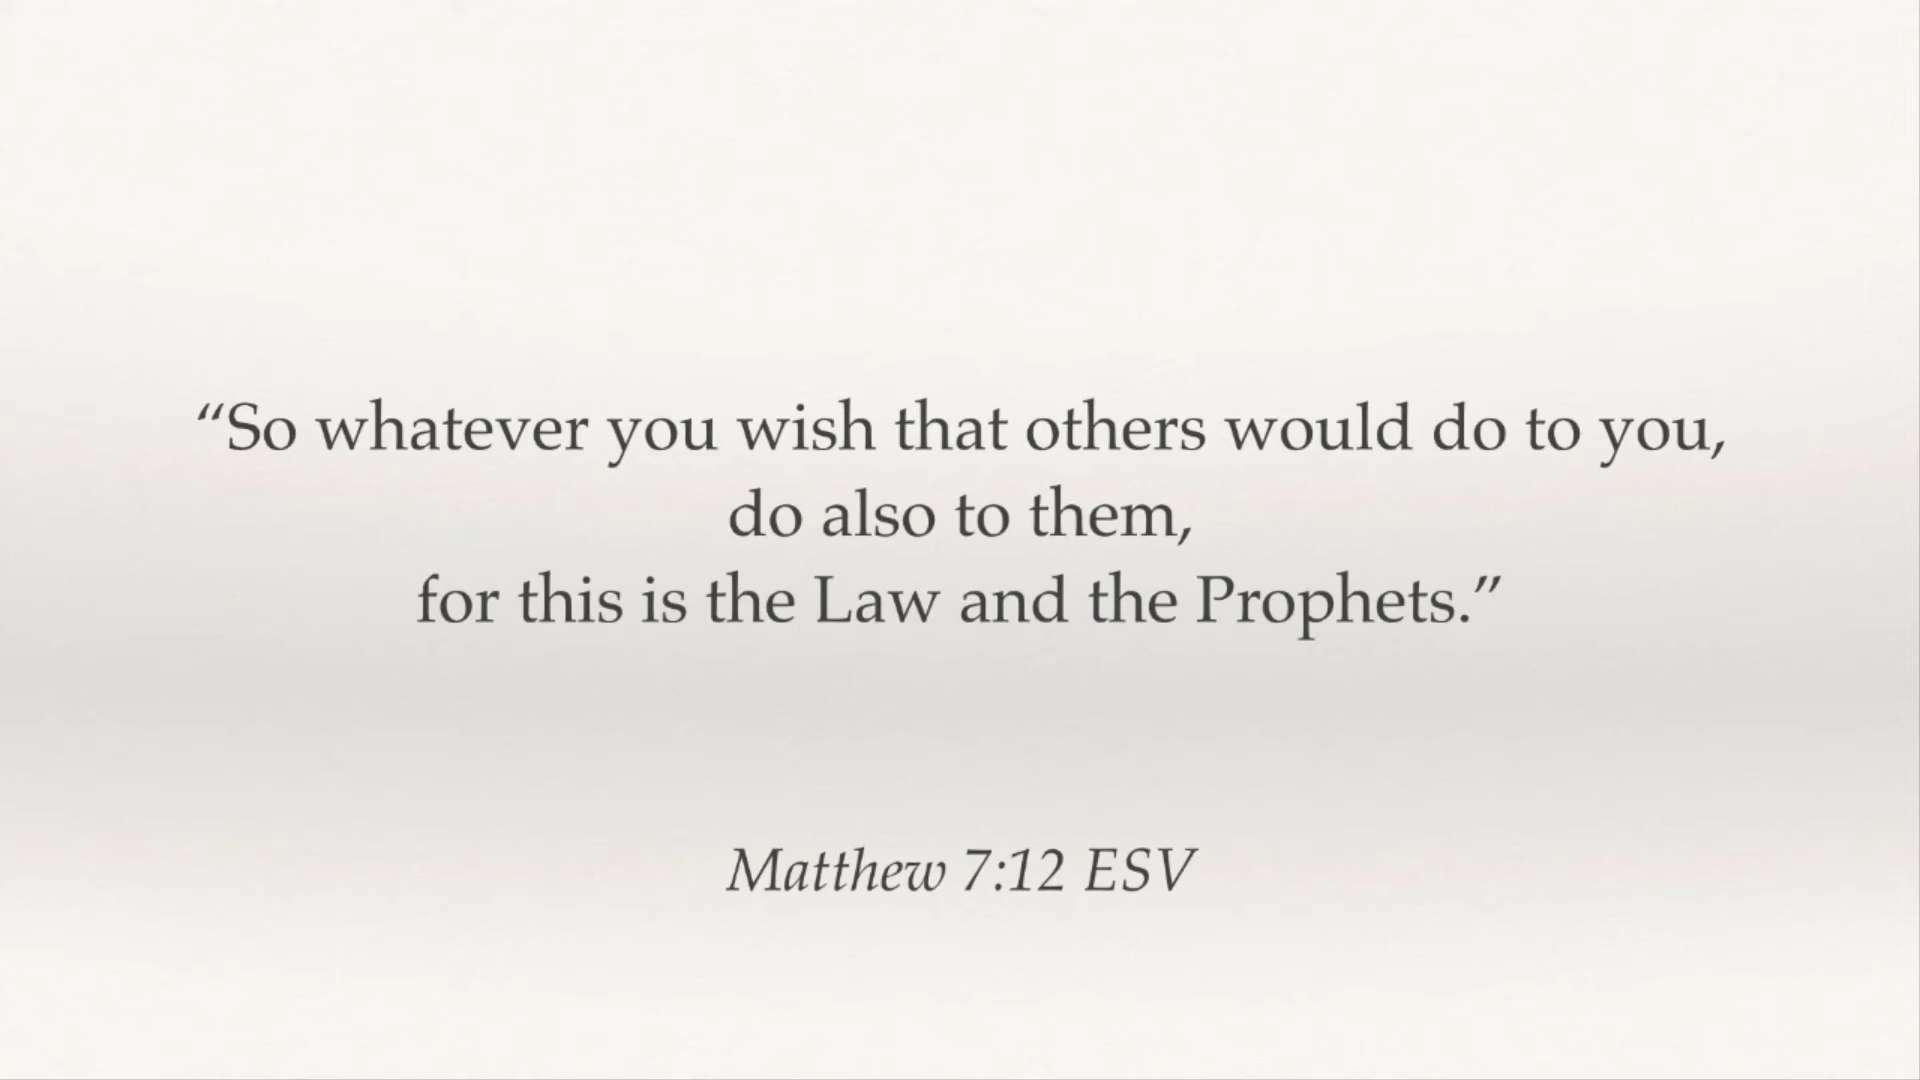 “So whatever you wish that others would do to you,
do also to them,
for this is the Law and the Prophets.”
Matthew 7:12 ESV